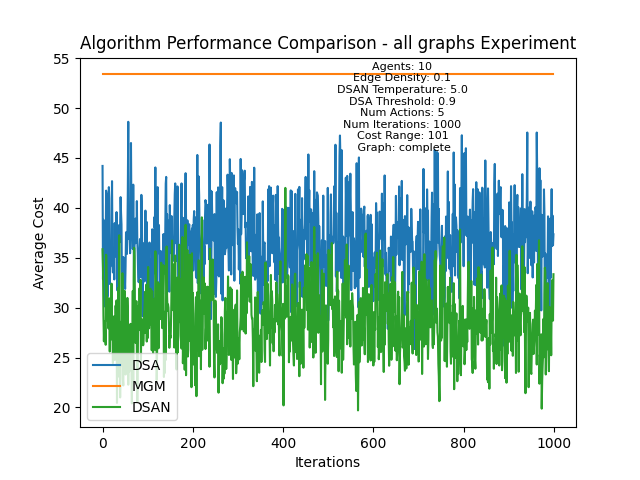 Algorithm Performance Comparison - all graphs Experiment
55
50
45
40
35
30
25
20
Average Cost
Agents: 10
Edge Density: 0.1
DSAN Temperature: 5.0
DSA Threshold: 0.9
Num Actions: 5
Num Iterations: 1000
Cost Range: 101
Graph: complete
DSA
MGM
DSAN
0 200 400 600 800 1000
Iterations